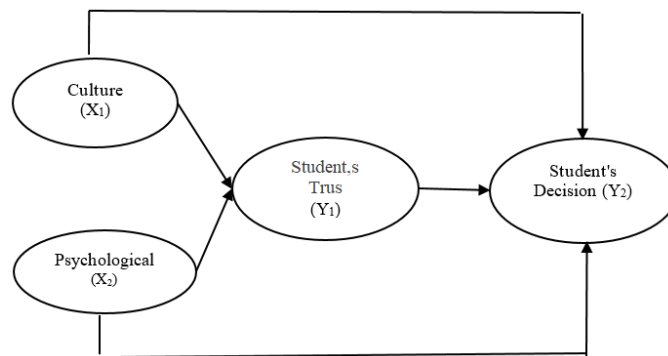 Culture
(X1)
Student,s
Trus
(Y1)
Student's
Decision (Y2)
Psychological
(X2)